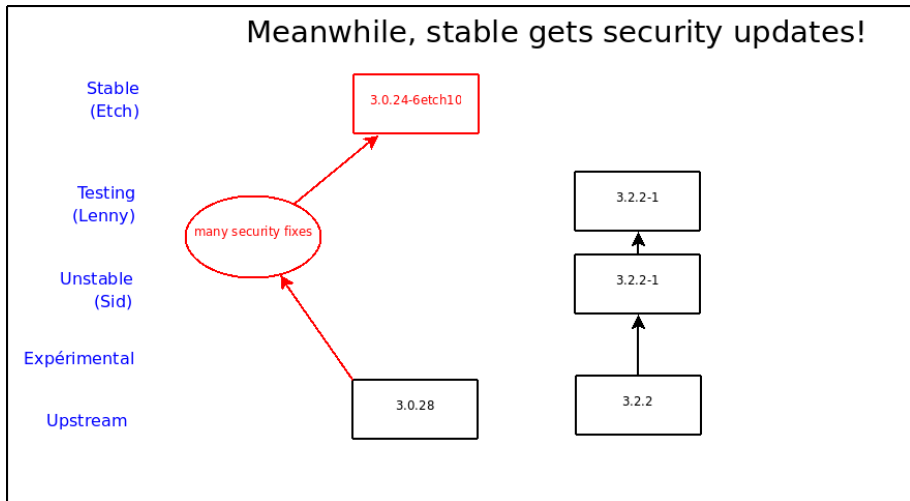 Meanwhile, stable gets security updates!
Stable
(Etch)
3.0.24-6etch10
Testing
(Lenny)
3.2.2-1
many security fixes
Unstable
(Sid)
3.2.2-1
Expérimental
Upstream
3.0.28
3.2.2